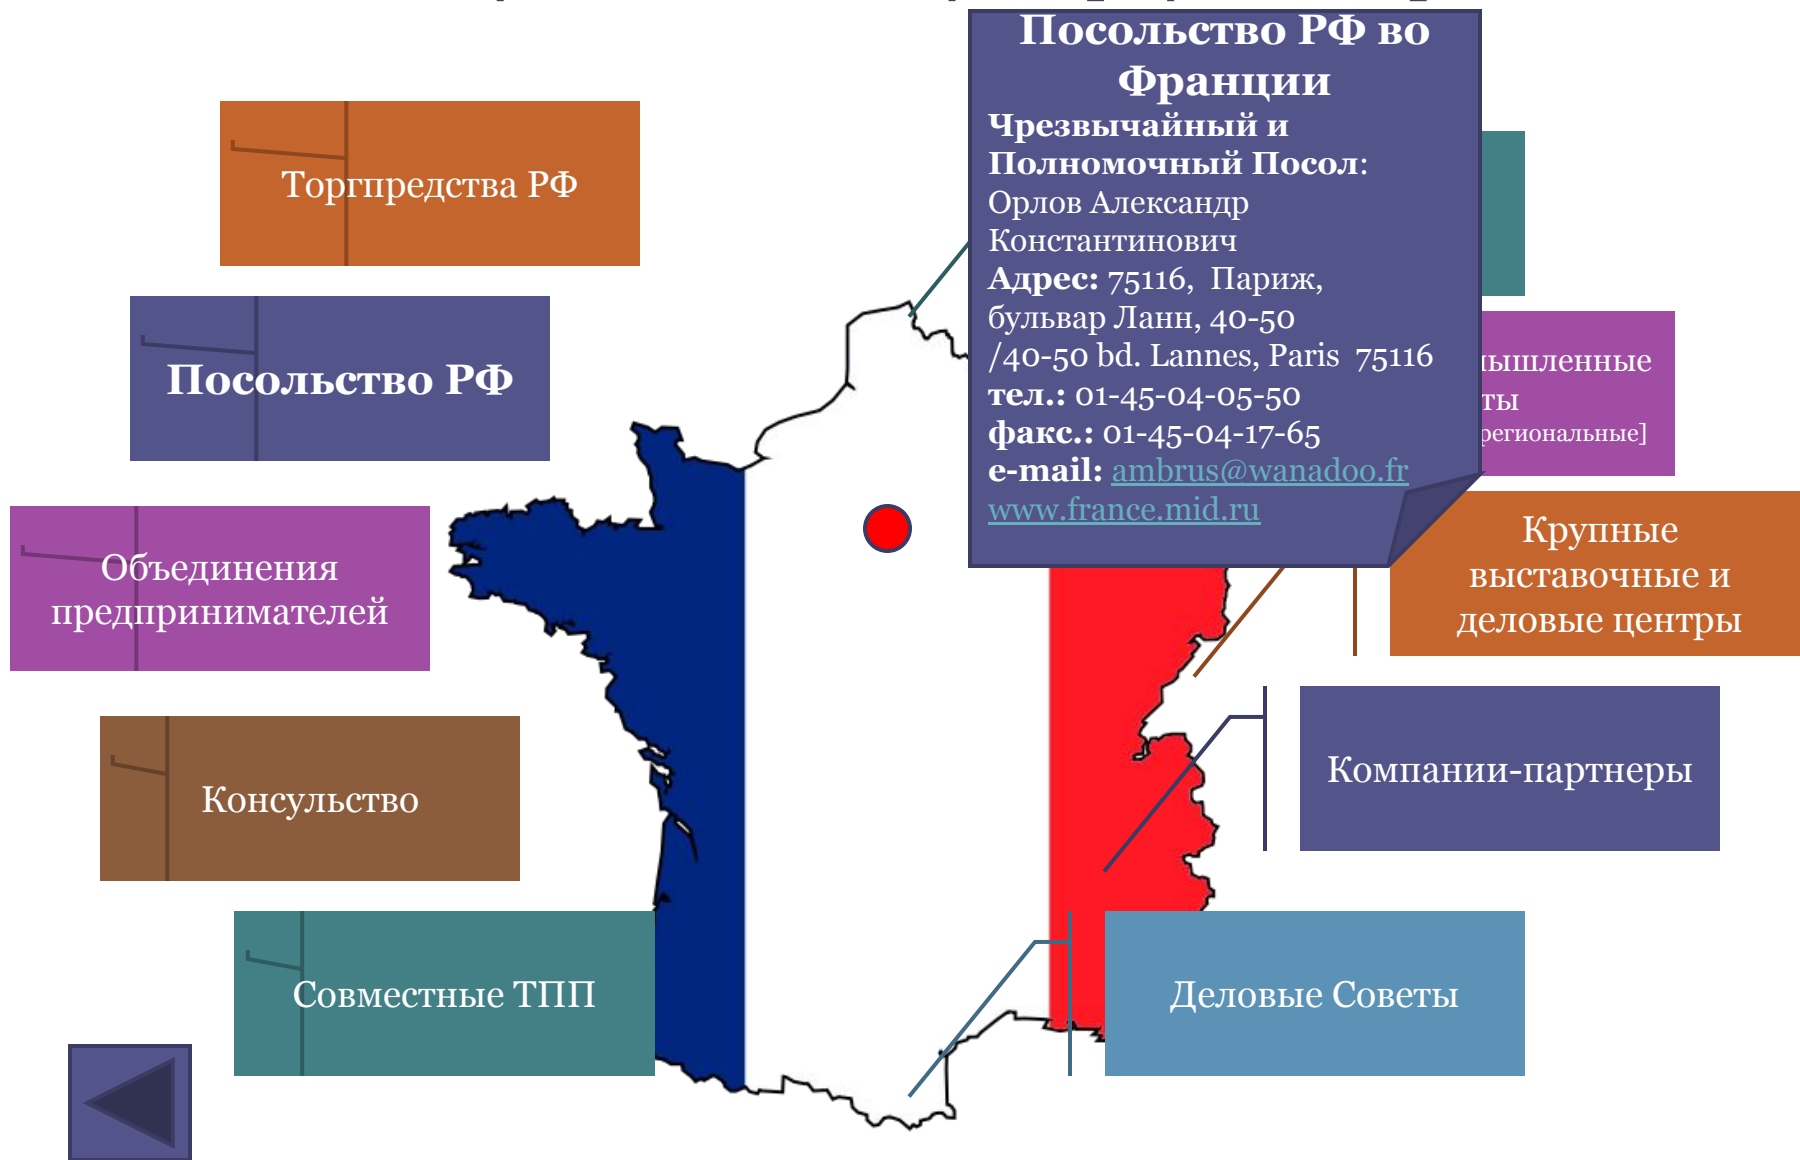 Посольство РФ во
Франции
Чрезвычайный и
Полномочный Посол:
Орлов Александр
Константинович
Адрес: 75116, Париж,
бульвар Ланн, 40-50
/40-50 bd. Lannes, Paris 75116
тел.: 01-45-04-05-50
факс.: 01-45-04-17-65
e-mail: ambrus@wanadoo.fr
www.france.mid.ru
Торгпредства РФ
Посольство РФ
Объединения
предпринимателей
Консульство
Совместные ТПП
региональные]
Крупные
выставочные и
деловые центры
Компании-партнеры
Деловые Советы